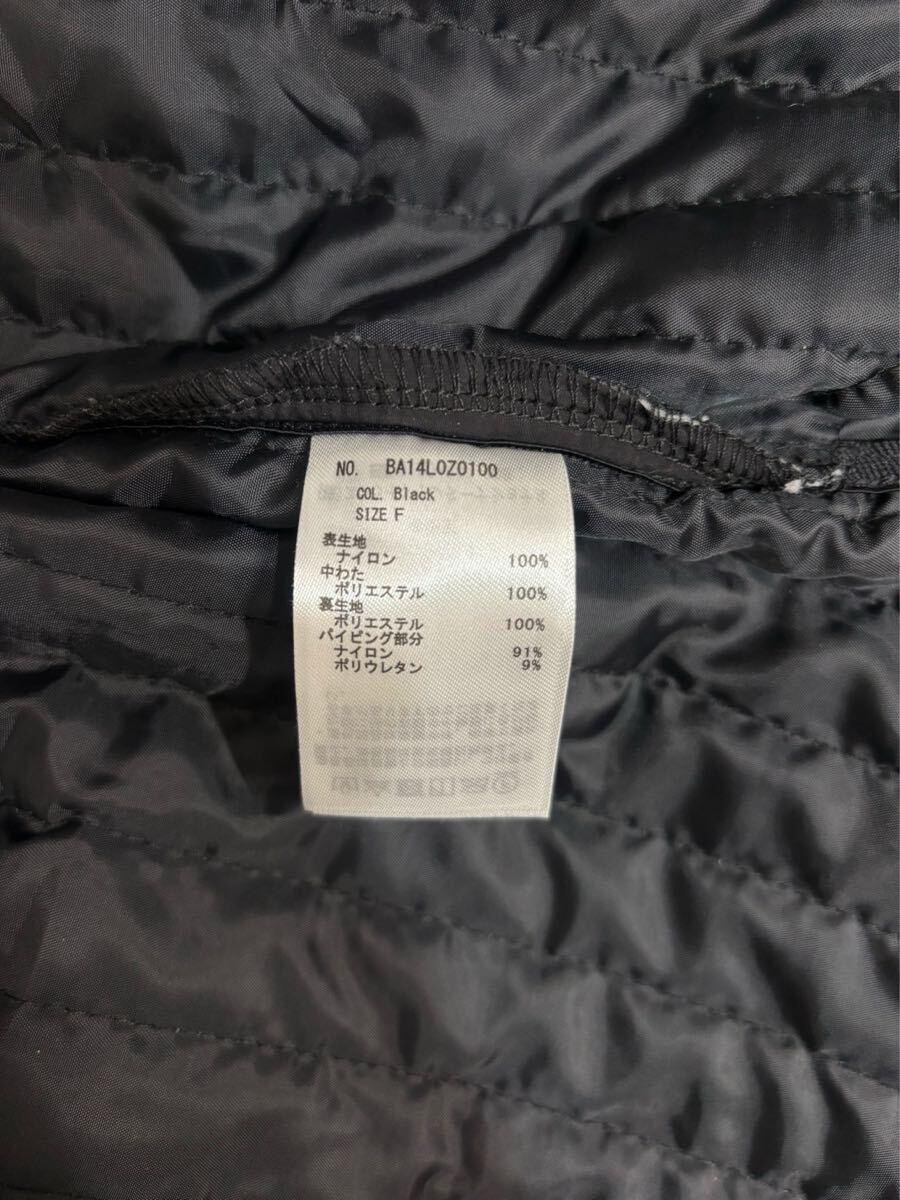 NO. BA14L0Z0100
COL. Black
SIZE F
表生地
ナイロン 100%
中わた
ポリエステル 100%
裏生地
ポリエステル 100%
パイピング部分
ナイロン 91%
ポリウレタン 9%